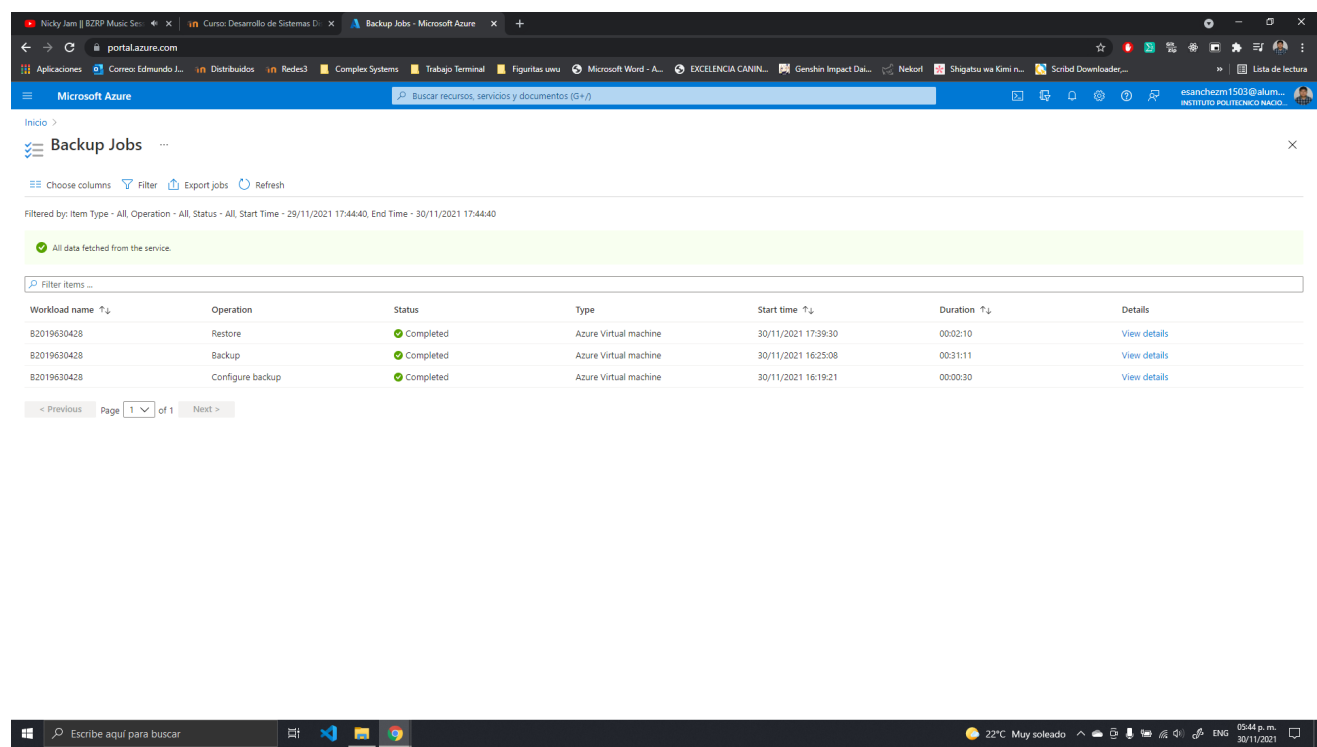 Nicky Jam || BZRP Music Ses Curso: Desarrollo de Sistemas Di Backup Jobs - Microsoft Azure
portal.azure.com
Aplicaciones Correo: Edmundo J... Distribuidos Redes3 Complex Systems Trabajo Terminal Figuritas uwu Microsoft Word - A... EXCELENCIA CANIN... Genshin Impact Dai... Nekori Shigatsu wa Kimi n... Scribd Downloader,... » Lista de lectura
Microsoft Azure Buscar recursos, servicios y documentos (G+/) esanchezm1503@alum...
INSTITUTO POLITECNICO NACIO...
Inicio >
Backup Jobs ...
Choose columns Filter Export jobs Refresh
Filtered by: Item Type - All, Operation - All, Status - All, Start Time - 29/11/2021 17:44:40, End Time - 30/11/2021 17:44:40
All data fetched from the service.
Filter items ...
Workload name ↑↓ Operation Status Type Start time ↑↓ Duration ↑↓ Details
B2019630428 Restore Completed Azure Virtual machine 30/11/2021 17:39:30 00:02:10 View details
B2019630428 Backup Completed Azure Virtual machine 30/11/2021 16:25:08 00:31:11 View details
B2019630428 Configure backup Completed Azure Virtual machine 30/11/2021 16:19:21 00:00:30 View details
< Previous Page 1 of 1 Next >
Escribe aquí para buscar 22°C Muy soleado ENG 05:44 p. m.
30/11/2021